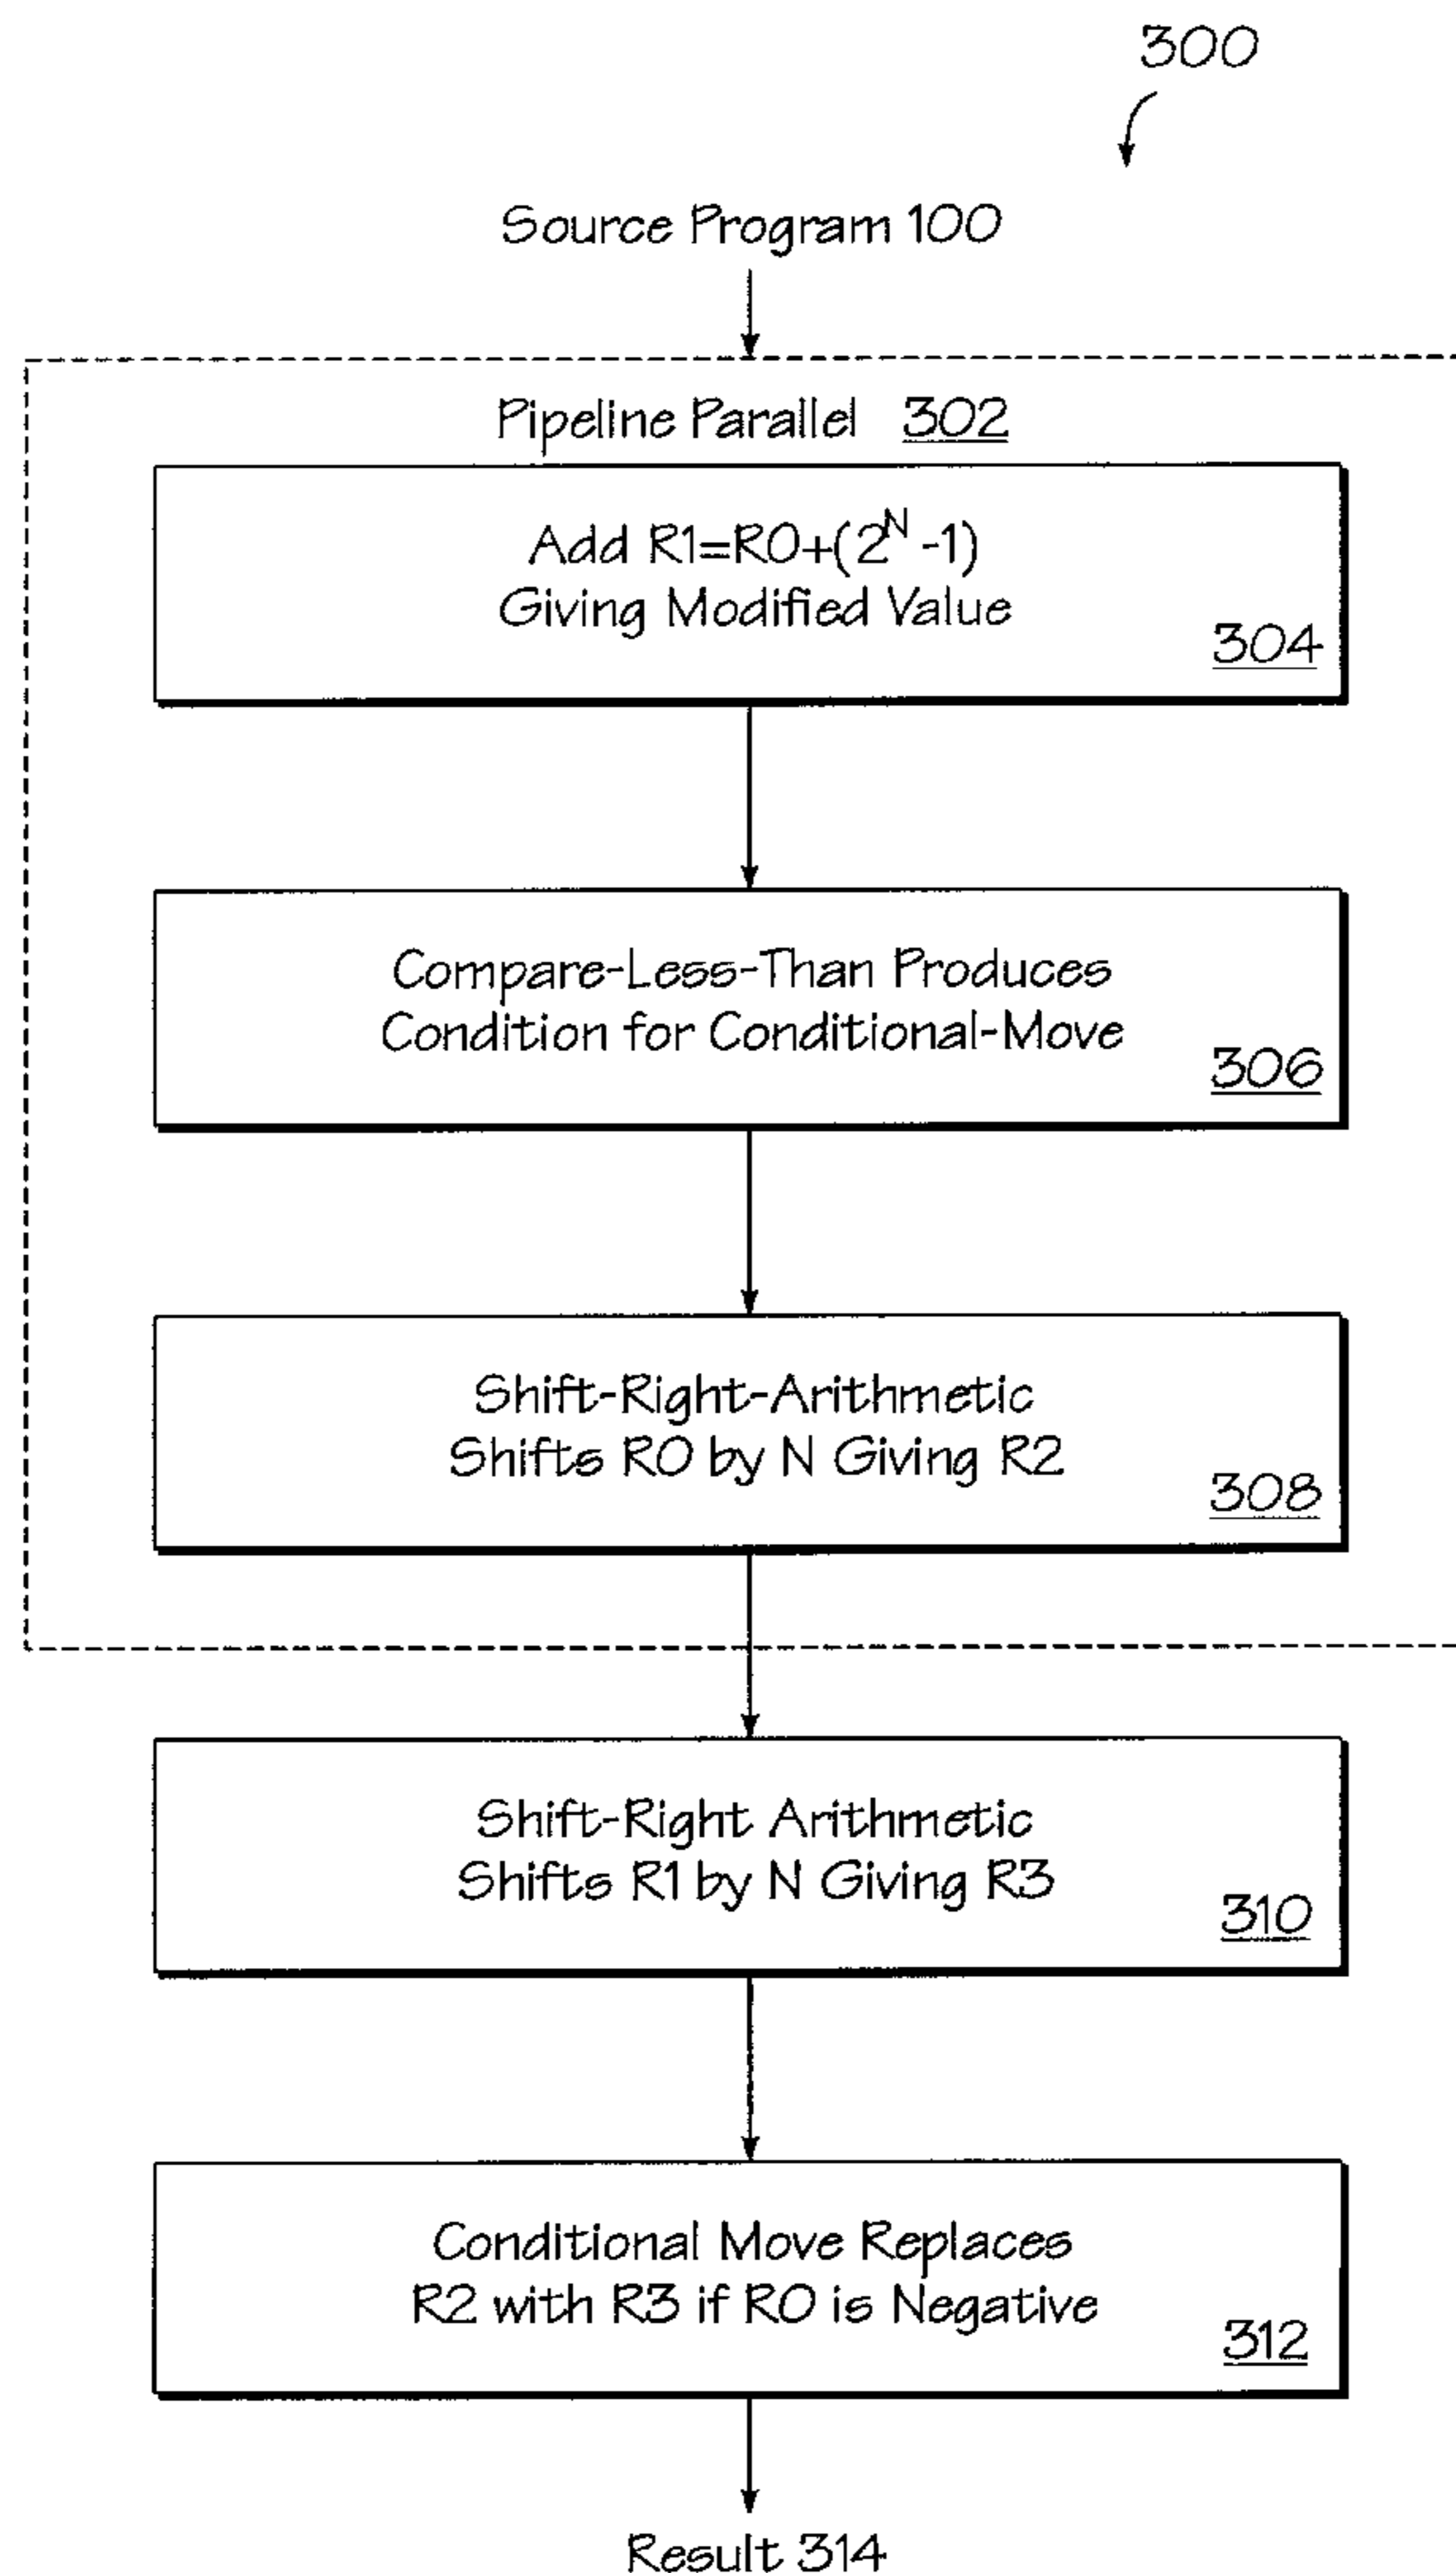 300
Source Program 100
Pipeline Parallel 302
Add R1=R0+(2^N -1)
Giving Modified Value
304
Compare-Less-Than Produces
Condition for Conditional-Move
306
Shift-Right-Arithmetic
Shifts R0 by N Giving R2
308
Shift-Right Arithmetic
Shifts R1 by N Giving R3
310
Conditional Move Replaces
R2 with R3 if R0 is Negative
312
Result 314